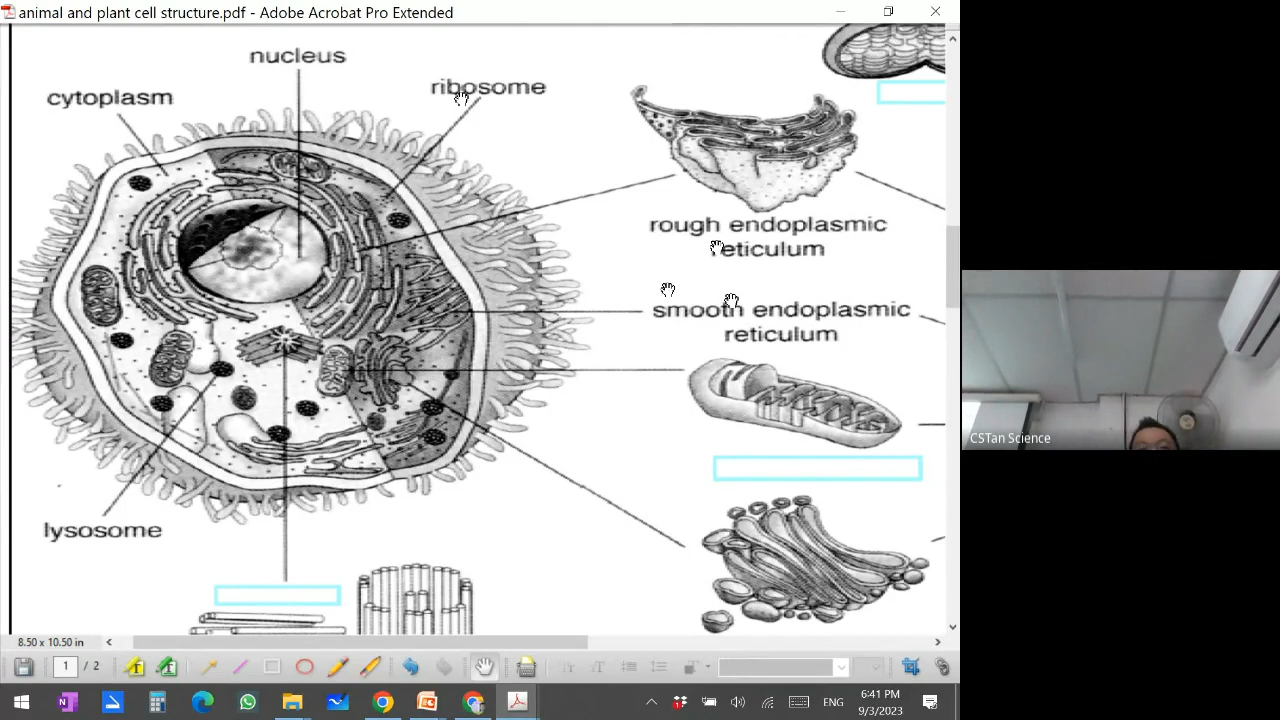 animal and plant cell structure.pdf - Adobe Acrobat Pro Extended
nucleus
ribosome
cytoplasm
rough endoplasmic
reticulum
smooth endoplasmic
reticulum
CSTan Science
lysosome
8.50 x 10.50 in
1 / 2
ENG
6:41 PM
9/3/2023